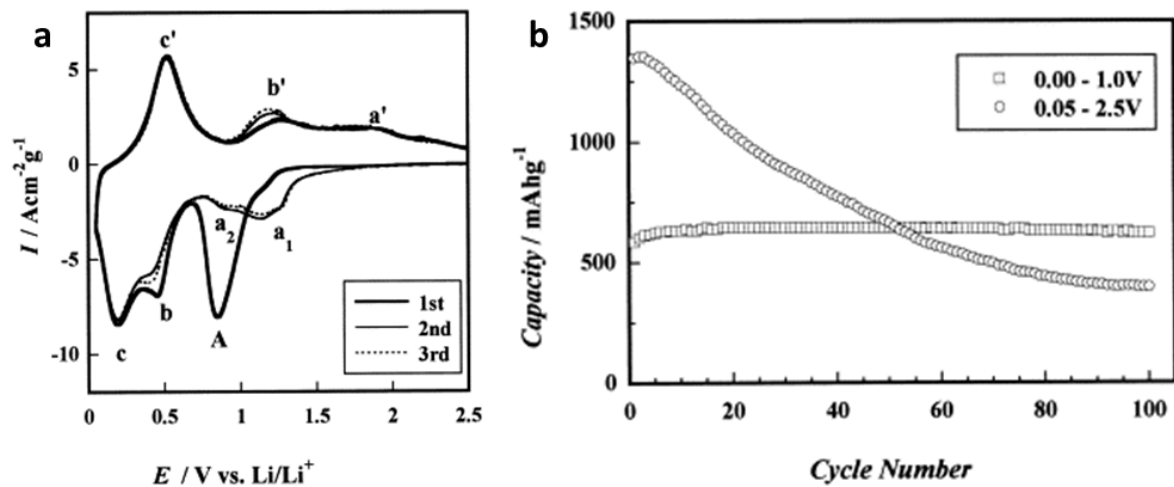 a
c'
5
b'
a'
0
a₂
a₁
-5
b
c
A
-10
1st
2nd
3rd
0 0.5 1 1.5 2 2.5
I / Acm⁻²g⁻¹
E / V vs. Li/Li⁺
b
1500
0.00 - 1.0V
0.05 - 2.5V
1000
500
0
0 20 40 60 80 100
Capacity / mAhg⁻¹
Cycle Number